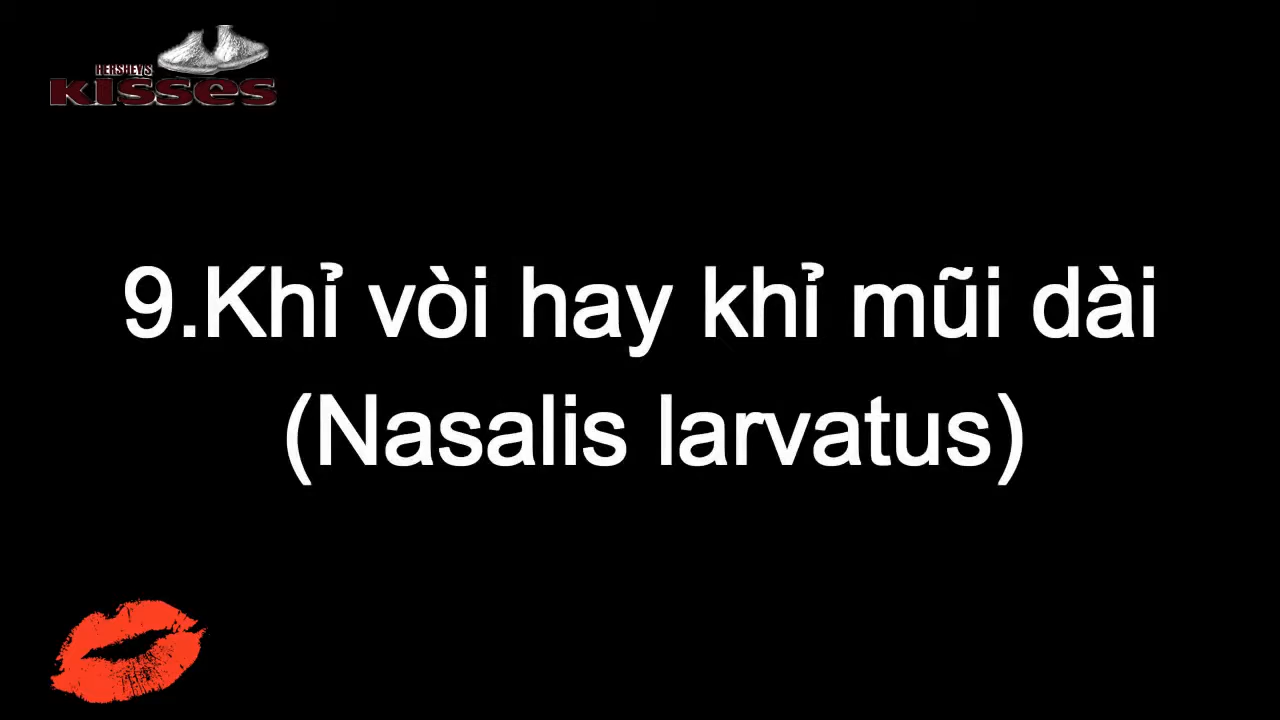 HERSHEY'S
KISSES
9.Khỉ vòi hay khỉ mũi dài
(Nasalis larvatus)